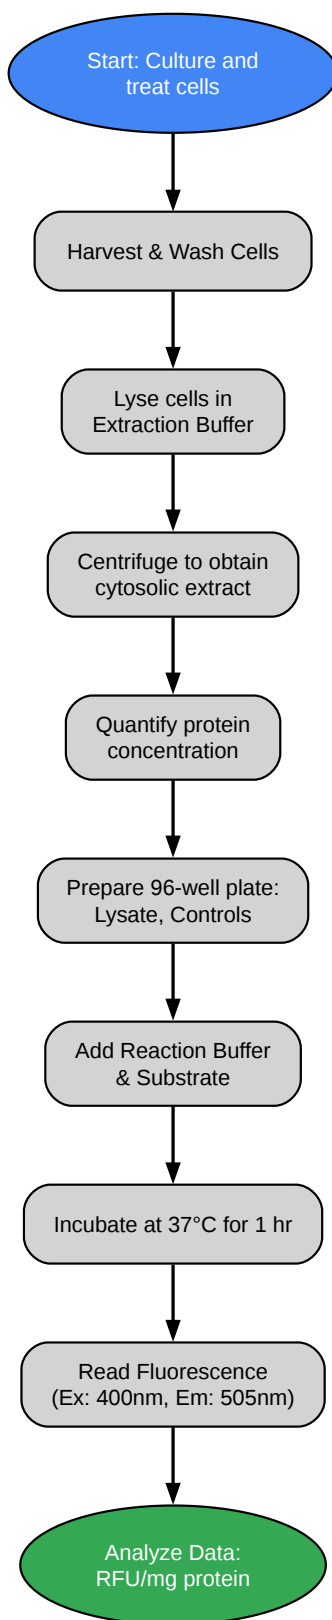 Start: Culture and
treat cells
Harvest & Wash Cells
Lyse cells in
Extraction Buffer
Centrifuge to obtain
cytosolic extract
Quantify protein
concentration
Prepare 96-well plate:
Lysate, Controls
Add Reaction Buffer
& Substrate
Incubate at 37°C for 1 hr
Read Fluorescence
(Ex: 400nm, Em: 505nm)
Analyze Data:
RFU/mg protein